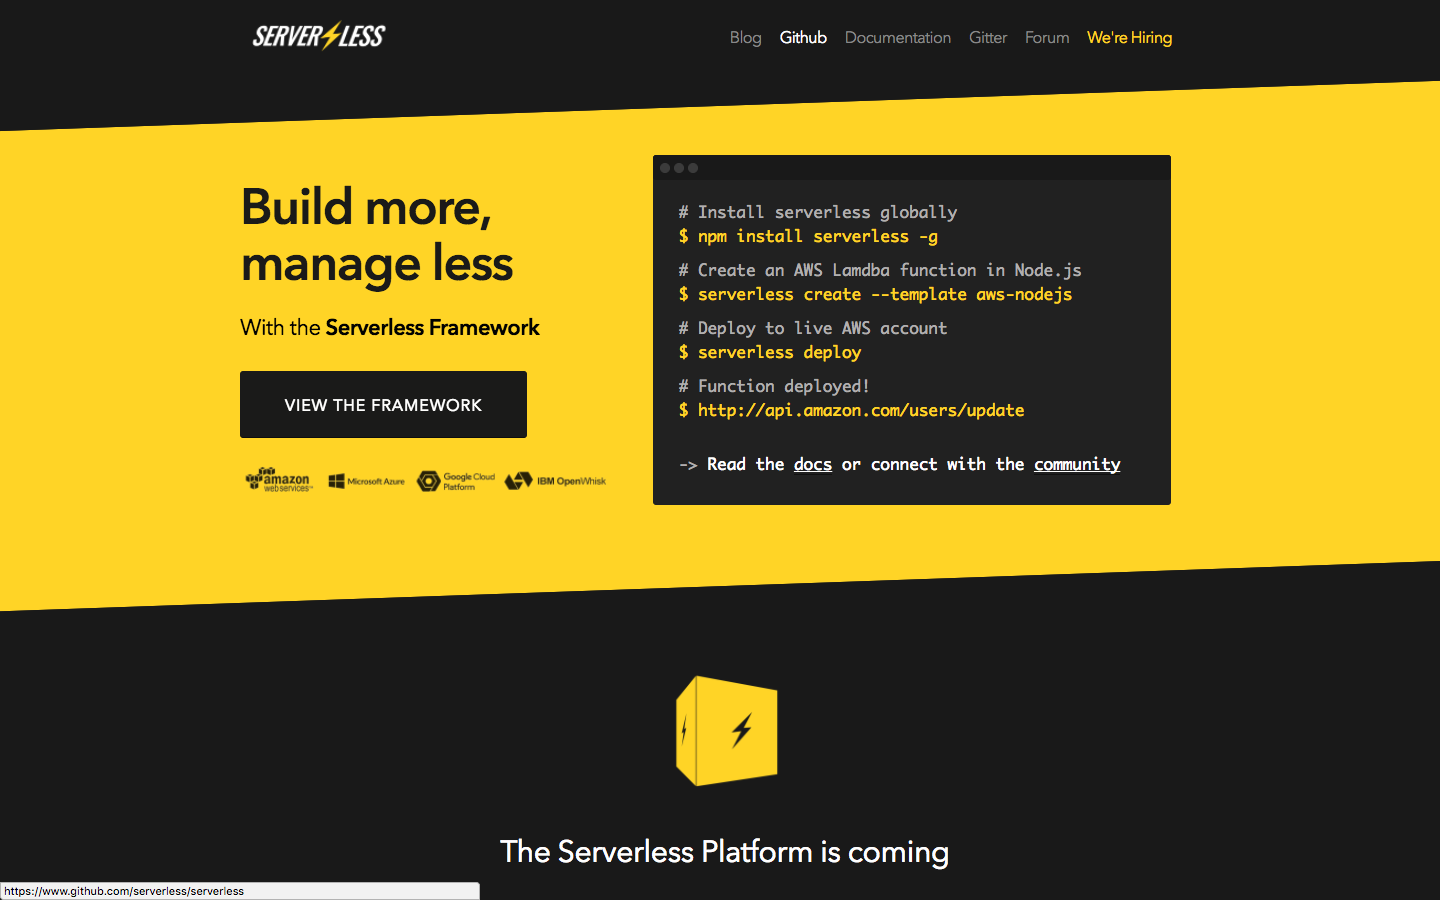 SERVERLESS
Blog Github Documentation Gitter Forum We're Hiring
Build more,
manage less
With the Serverless Framework
VIEW THE FRAMEWORK
amazon
web services™
Microsoft Azure
Google Cloud
Platform
IBM OpenWhisk
# Install serverless globally
$ npm install serverless -g
# Create an AWS Lamdba function in Node.js
$ serverless create --template aws-nodejs
# Deploy to live AWS account
$ serverless deploy
# Function deployed!
$ http://api.amazon.com/users/update
-> Read the docs or connect with the community
The Serverless Platform is coming
https://www.github.com/serverless/serverless